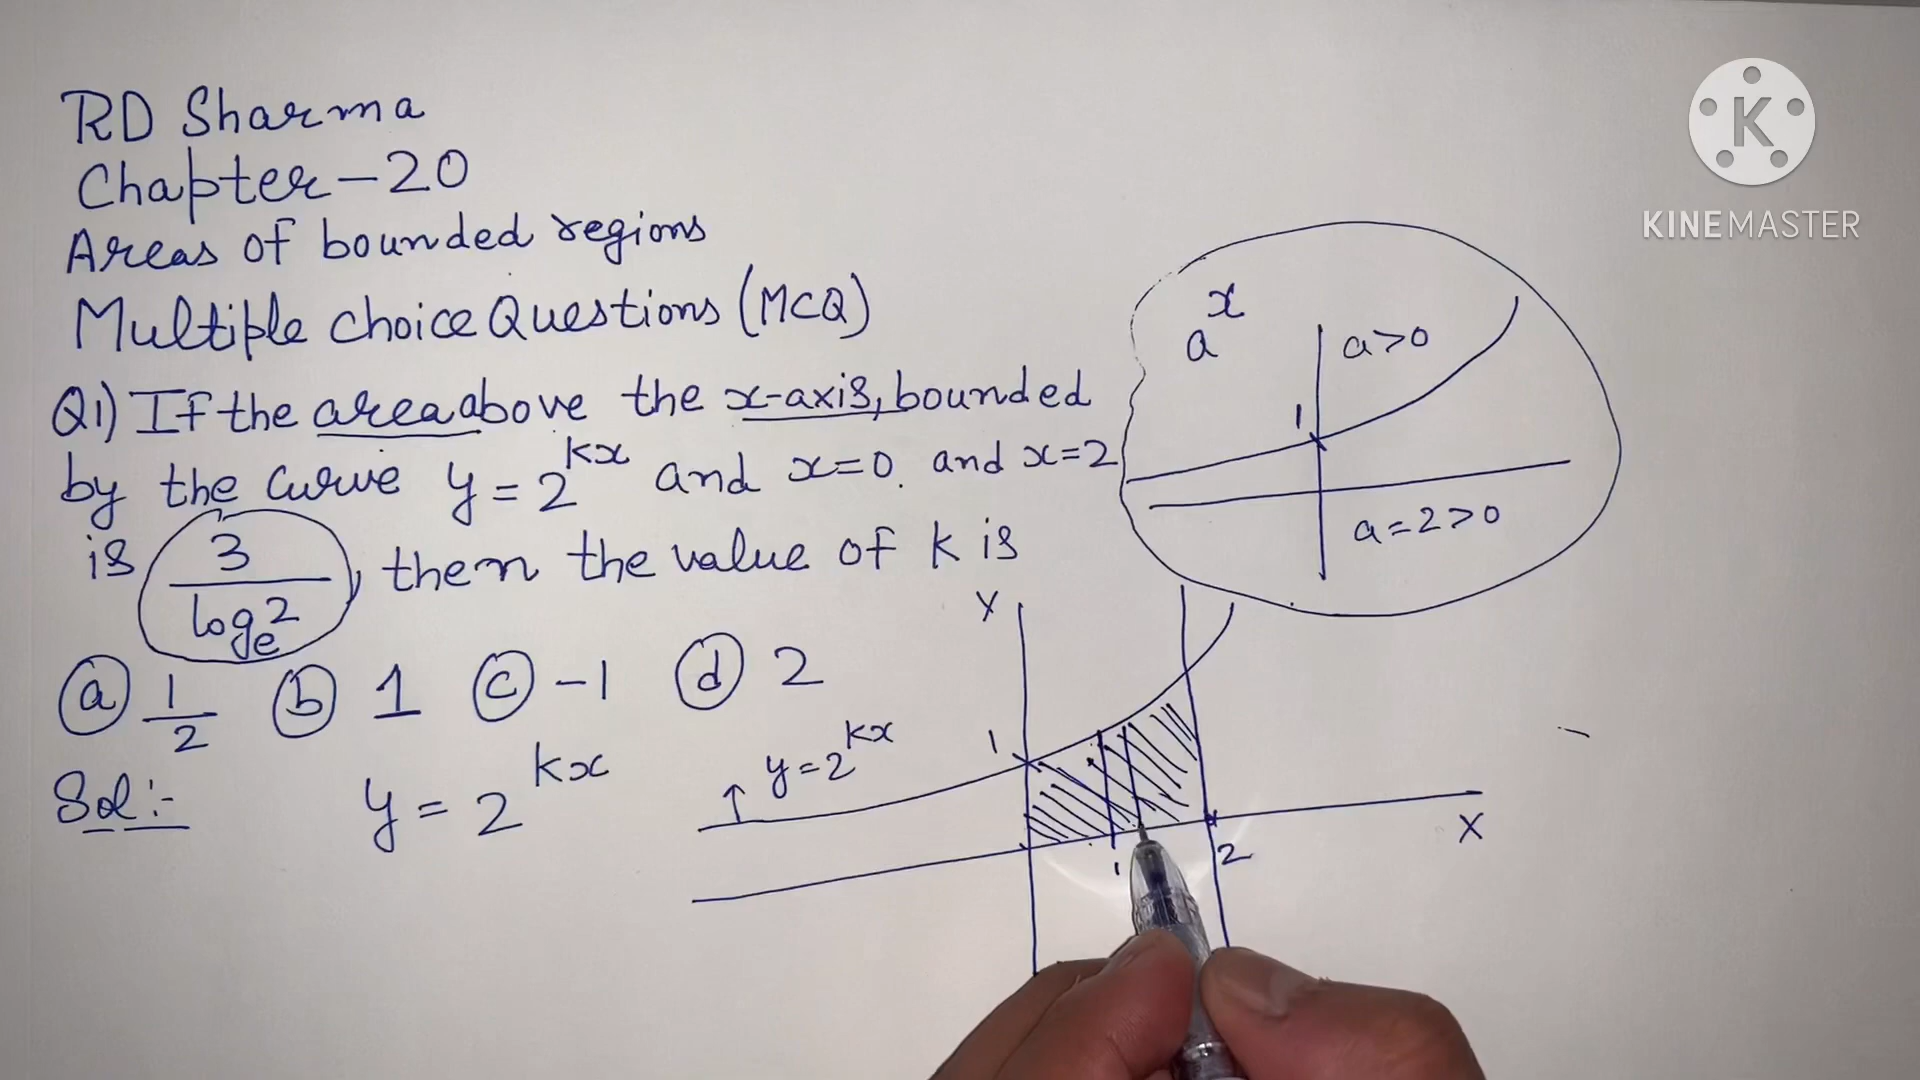 RD Sharma
Chapter-20
Areas of bounded regions
Multiple choice Questions (MCQ)
Q1) If the area above the x-axis, bounded
by the curve y = 2^kx and x=0. and x=2
is 3/log_e 2, then the value of k is
(a) 1/2 (b) 1 (c) -1 (d) 2
Sol:- y = 2^kx
a^x
a>0
1
a=2>0
Y
1
y=2^kx
1
2
X
K
KINEMASTER